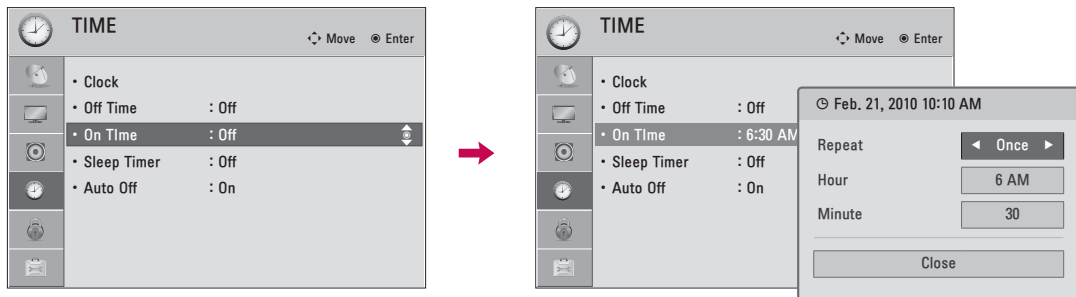 TIME
Move Enter
• Clock
• Off Time : Off
• On TIme : Off
• Sleep Timer : Off
• Auto Off : On
TIME
Move Enter
• Clock
• Off Time : Off
• On TIme : 6:30 AM
• Sleep Timer : Off
• Auto Off : On
Feb. 21, 2010 10:10 AM
Repeat ◄ Once ►
Hour 6 AM
Minute 30
Close